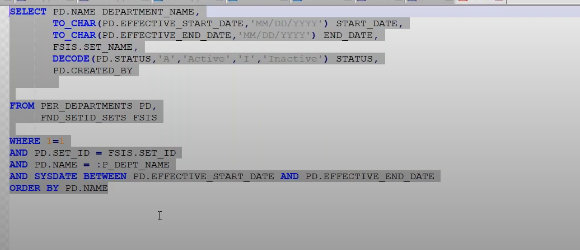 SELECT PD.NAME DEPARTMENT_NAME,
TO_CHAR(PD.EFFECTIVE_START_DATE,'MM/DD/YYYY') START_DATE,
TO_CHAR(PD.EFFECTIVE_END_DATE,'MM/DD/YYYY') END_DATE,
FSIS.SET_NAME,
DECODE(PD.STATUS,'A','Active','I','Inactive') STATUS,
PD.CREATED_BY
FROM PER_DEPARTMENTS PD,
FND_SETID_SETS FSIS
WHERE 1=1
AND PD.SET_ID = FSIS.SET_ID
AND PD.NAME = :P_DEPT_NAME
AND SYSDATE BETWEEN PD.EFFECTIVE_START_DATE AND PD.EFFECTIVE_END_DATE
ORDER BY PD.NAME